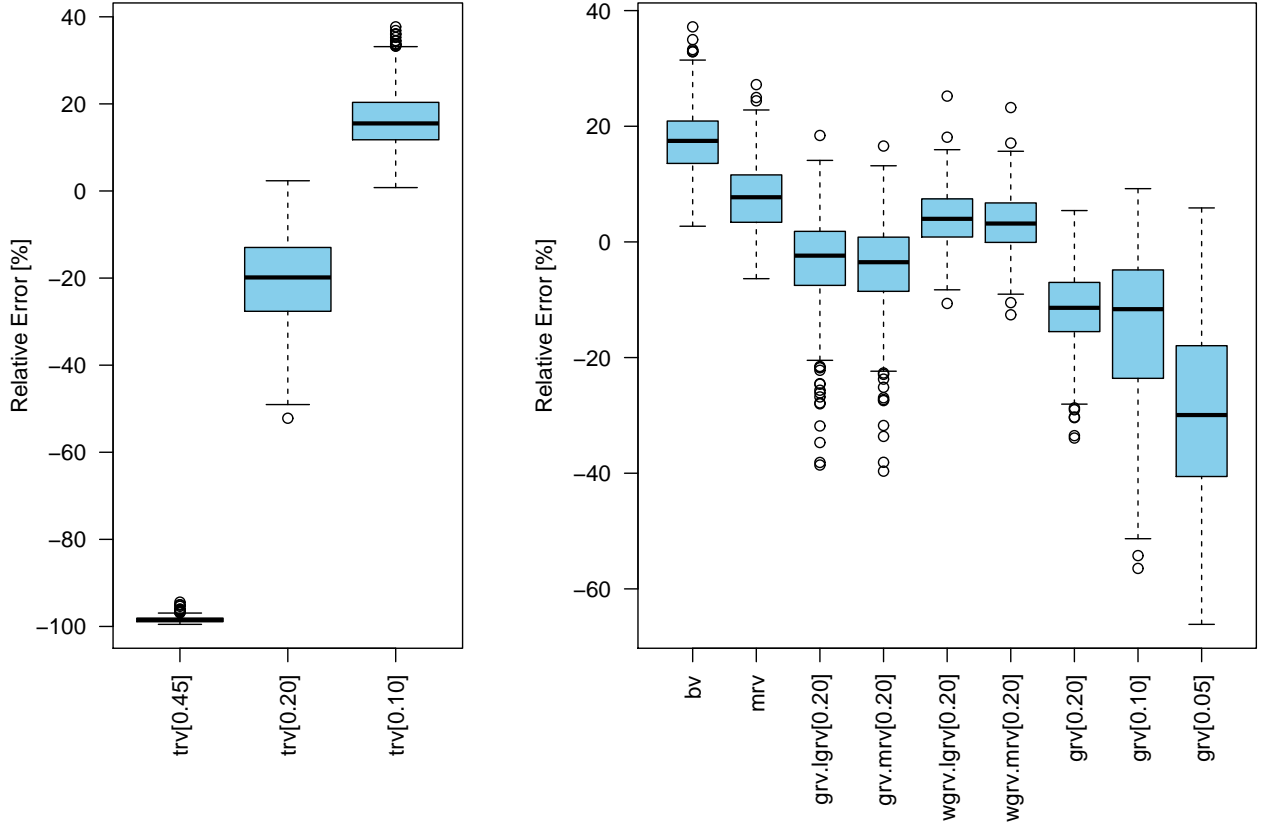 40
20
0
−20
−40
−60
−80
−100
Relative Error [%]
trv[0.45]
trv[0.20]
trv[0.10]
40
20
0
−20
−40
−60
Relative Error [%]
bv
mrv
grv.lgrv[0.20]
grv.mrv[0.20]
wgrv.lgrv[0.20]
wgrv.mrv[0.20]
grv[0.20]
grv[0.10]
grv[0.05]